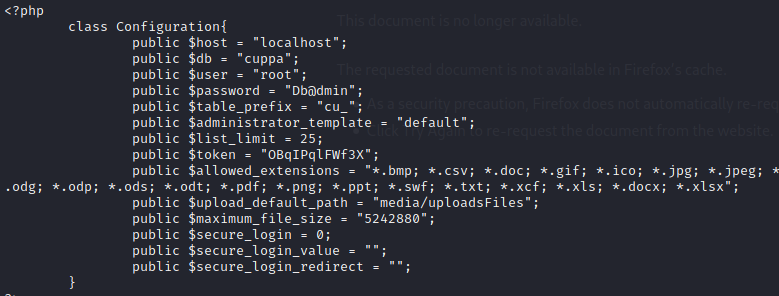 <?php
class Configuration{
public $host = "localhost";
public $db = "cuppa";
public $user = "root";
public $password = "Db@dmin";
public $table_prefix = "cu_";
public $administrator_template = "default";
public $list_limit = 25;
public $token = "OBqIPqlFWf3X";
public $allowed_extensions = "*.bmp; *.csv; *.doc; *.gif; *.ico; *.jpg; *.jpeg; *
.odg; *.odp; *.ods; *.odt; *.pdf; *.png; *.ppt; *.swf; *.txt; *.xcf; *.xls; *.docx; *.xlsx";
public $upload_default_path = "media/uploadsFiles";
public $maximum_file_size = "5242880";
public $secure_login = 0;
public $secure_login_value = "";
public $secure_login_redirect = "";
}
This document is no longer available.
The requested document is not available in Firefox's cache.
As a security precaution, Firefox does not automatically re-req
Click Try Again to re-request the document from the website.